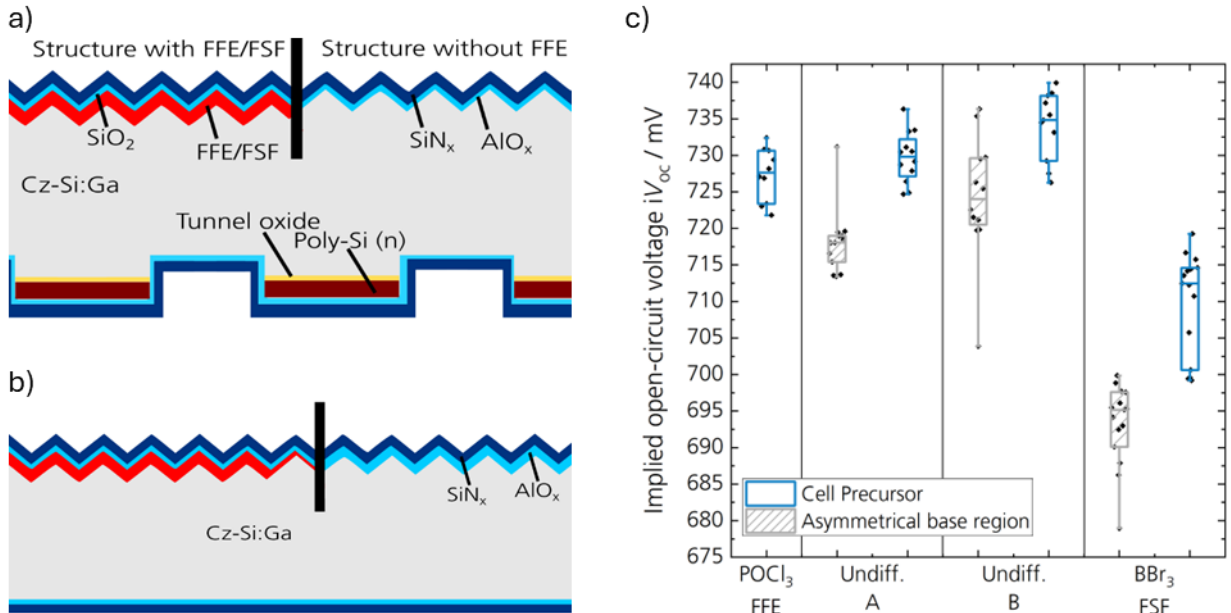 a)
Structure with FFE/FSF
Structure without FFE
SiO₂
FFE/FSF
SiNₓ
AlOₓ
Cz-Si:Ga
Tunnel oxide
Poly-Si (n)
b)
SiNₓ
AlOₓ
Cz-Si:Ga
c)
Implied open-circuit voltage iV_oc / mV
740
735
730
725
720
715
710
705
700
695
690
685
680
675
Cell Precursor
Asymmetrical base region
POCl₃ Undiff. Undiff. BBr₃
FFE A B FSF